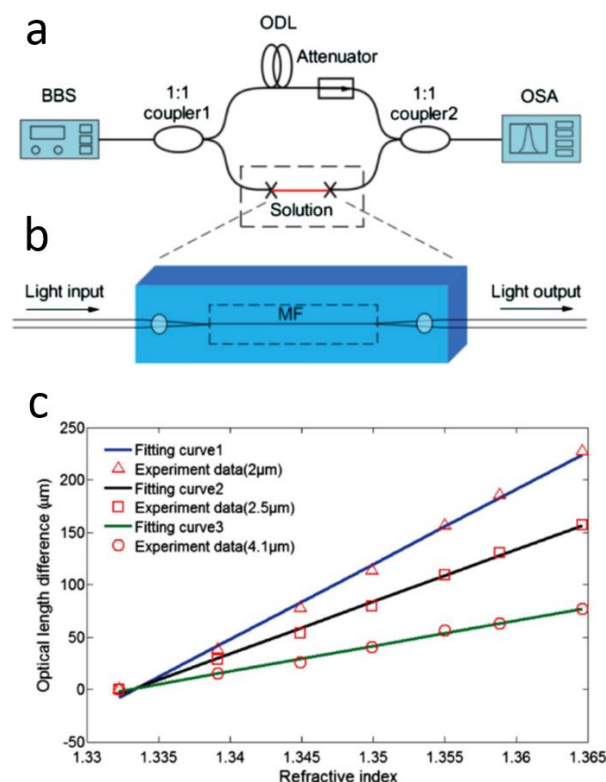 a
ODL
Attenuator
BBS
1:1
coupler1
1:1
coupler2
OSA
Solution
b
Light input
MF
Light output
c
250
200
150
100
50
0
-50
Optical length difference (μm)
Fitting curve1
Experiment data(2μm)
Fitting curve2
Experiment data(2.5μm)
Fitting curve3
Experiment data(4.1μm)
1.33 1.335 1.34 1.345 1.35 1.355 1.36 1.365
Refractive index